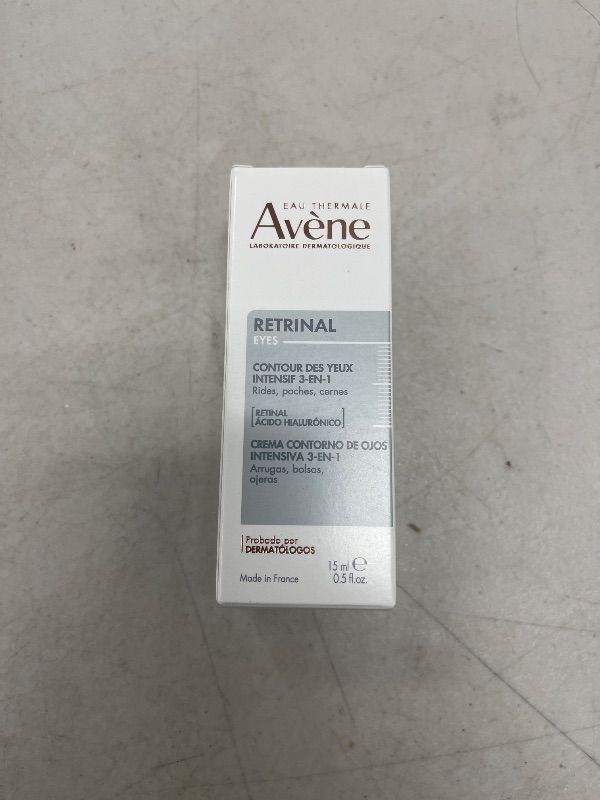 EAU THERMALE
Avène
LABORATOIRE DERMATOLOGIQUE
RETRINAL
EYES
CONTOUR DES YEUX
INTENSIF 3-EN-1
Rides, poches, cernes
[RETINAL
ÁCIDO HIALURÓNICO]
CREMA CONTORNO DE OJOS
INTENSIVA 3-EN-1
Arrugas, bolsas,
ojeras
Probado por
DERMATÓLOGOS
15 ml ℮
Made in France
0.5 fl.oz.